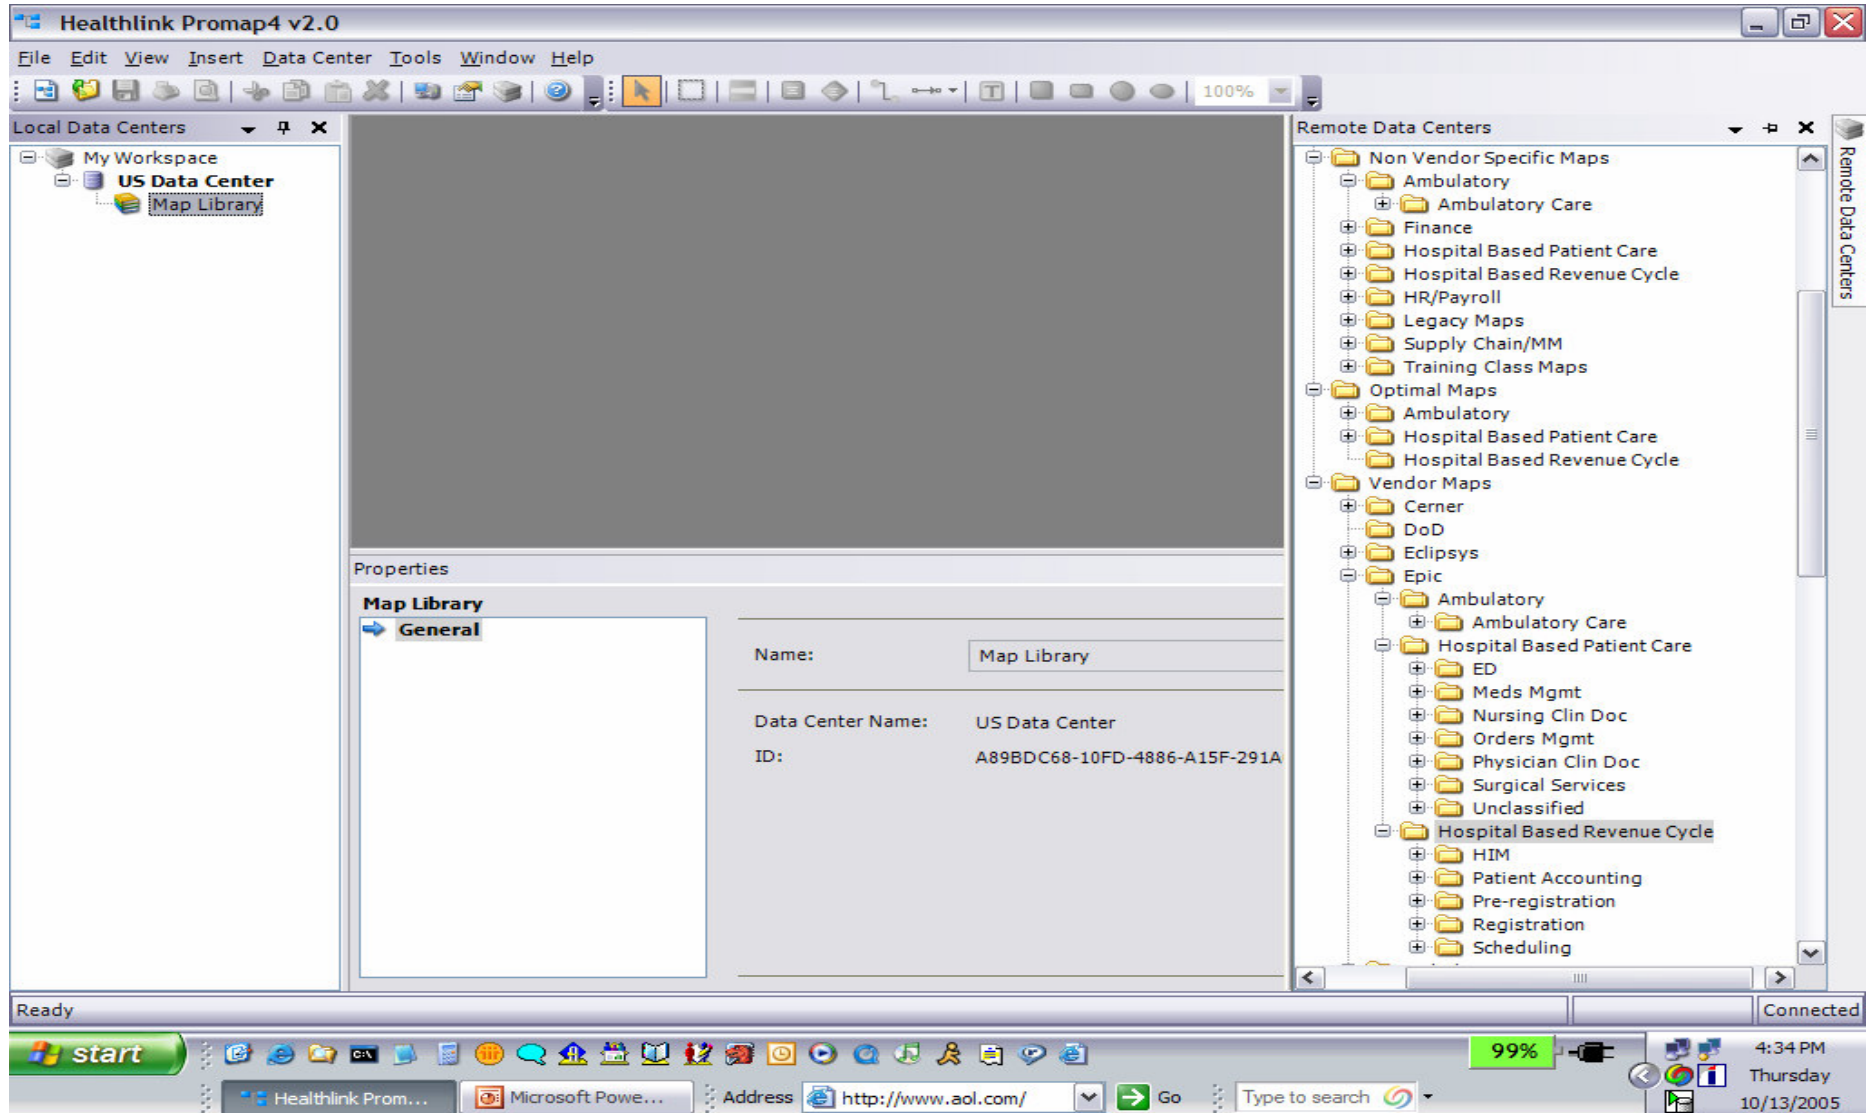 Healthlink Promap4 v2.0
File Edit View Insert Data Center Tools Window Help
100%
Local Data Centers
My Workspace
US Data Center
Map Library
Properties
Map Library
General
Name: Map Library
Data Center Name: US Data Center
ID: A89BDC68-10FD-4886-A15F-291A
Remote Data Centers
Non Vendor Specific Maps
Ambulatory
Ambulatory Care
Finance
Hospital Based Patient Care
Hospital Based Revenue Cycle
HR/Payroll
Legacy Maps
Supply Chain/MM
Training Class Maps
Optimal Maps
Ambulatory
Hospital Based Patient Care
Hospital Based Revenue Cycle
Vendor Maps
Cerner
DoD
Eclipsys
Epic
Ambulatory
Ambulatory Care
Hospital Based Patient Care
ED
Meds Mgmt
Nursing Clin Doc
Orders Mgmt
Physician Clin Doc
Surgical Services
Unclassified
Hospital Based Revenue Cycle
HIM
Patient Accounting
Pre-registration
Registration
Scheduling
Remote Data Centers
Ready
Connected
start
99%
4:34 PM
Thursday
10/13/2005
Healthlink Prom...
Microsoft Powe...
Address http://www.aol.com/ Go
Type to search